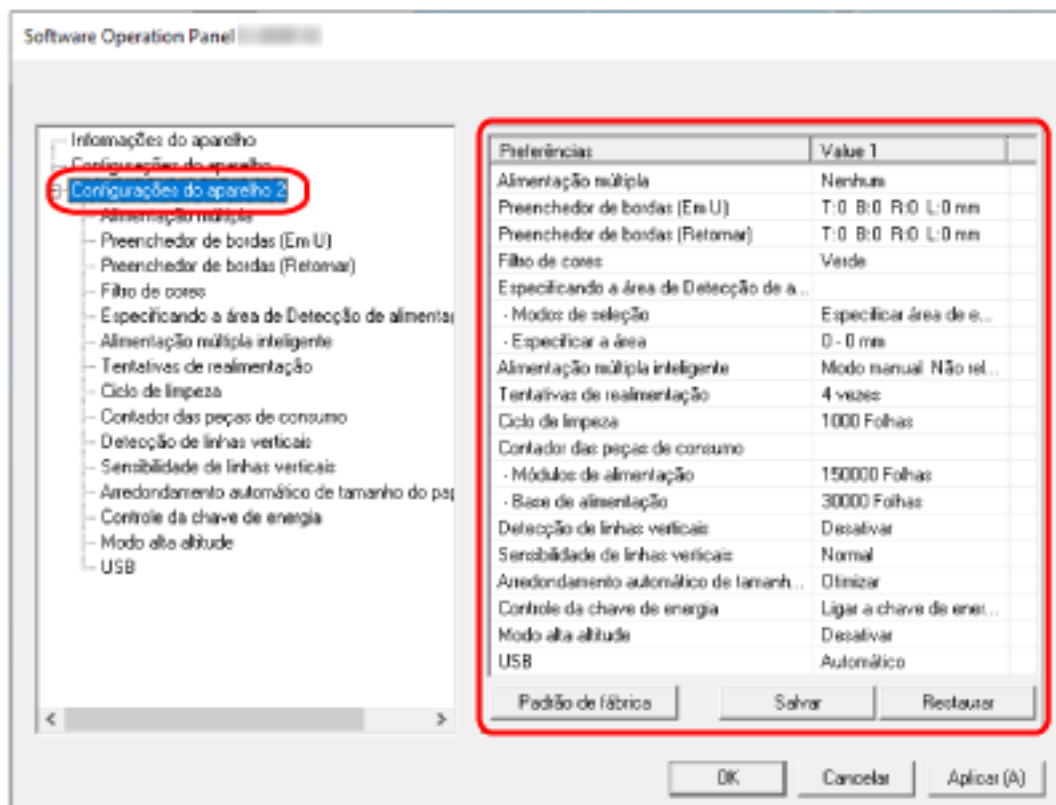 Software Operation Panel
Informações do aparelho
Configurações do aparelho
Configurações do aparelho 2
Alimentação múltipla
Preenchedor de bordas (Em U)
Preenchedor de bordas (Retornar)
Filtro de cores
Especificando a área de Detecção de alimentaç
Alimentação múltipla inteligente
Tentativas de realimentação
Ciclo de limpeza
Contador das peças de consumo
Detecção de linhas verticais
Sensibilidade de linhas verticais
Arredondamento automático de tamanho do pap
Controle da chave de energia
Modo alta altitude
USB
Preferências Value 1
Alimentação múltipla Nenhum
Preenchedor de bordas (Em U) T:0 B:0 R:0 L:0 mm
Preenchedor de bordas (Retornar) T:0 B:0 R:0 L:0 mm
Filtro de cores Verde
Especificando a área de Detecção de a...
- Modos de seleção Especificar área de e...
- Especificar a área 0 - 0 mm
Alimentação múltipla inteligente Modo manual Não rel...
Tentativas de realimentação 4 vezes
Ciclo de limpeza 1000 Folhas
Contador das peças de consumo
- Módulos de alimentação 150000 Folhas
- Base de alimentação 30000 Folhas
Detecção de linhas verticais Desativar
Sensibilidade de linhas verticais Normal
Arredondamento automático de tamanh... Otimizar
Controle da chave de energia Ligar a chave de ener...
Modo alta altitude Desativar
USB Automático
Padrão de fábrica Salvar Restaurar
OK Cancelar Aplicar (A)